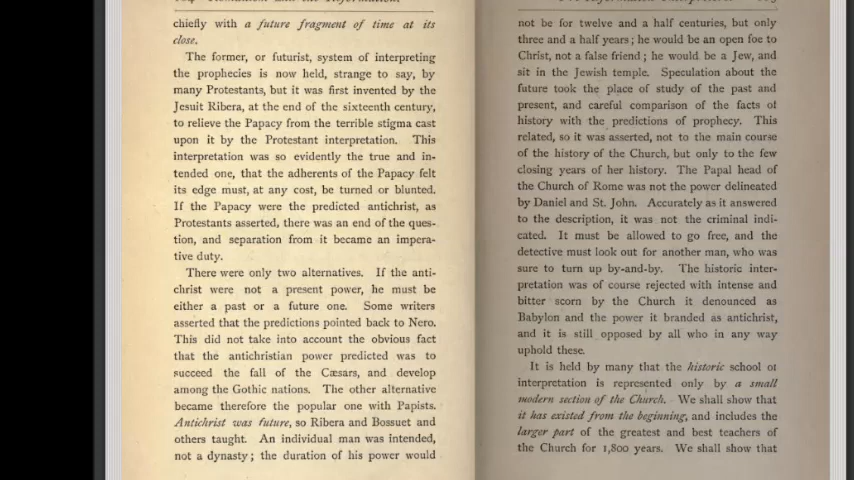 chiefly with a future fragment of time at its
close.
The former, or futurist, system of interpreting
the prophecies is now held, strange to say, by
many Protestants, but it was first invented by the
Jesuit Ribera, at the end of the sixteenth century,
to relieve the Papacy from the terrible stigma cast
upon it by the Protestant interpretation. This
interpretation was so evidently the true and in-
tended one, that the adherents of the Papacy felt
its edge must, at any cost, be turned or blunted.
If the Papacy were the predicted antichrist, as
Protestants asserted, there was an end of the ques-
tion, and separation from it became an impera-
tive duty.
There were only two alternatives. If the anti-
christ were not a present power, he must be
either a past or a future one. Some writers
asserted that the predictions pointed back to Nero.
This did not take into account the obvious fact
that the antichristian power predicted was to
succeed the fall of the Cæsars, and develop
among the Gothic nations. The other alternative
became therefore the popular one with Papists.
Antichrist was future, so Ribera and Bossuet and
others taught. An individual man was intended,
not a dynasty; the duration of his power would
not be for twelve and a half centuries, but only
three and a half years; he would be an open foe to
Christ, not a false friend; he would be a Jew, and
sit in the Jewish temple. Speculation about the
future took the place of study of the past and
present, and careful comparison of the facts of
history with the predictions of prophecy. This
related, so it was asserted, not to the main course
of the history of the Church, but only to the few
closing years of her history. The Papal head of
the Church of Rome was not the power delineated
by Daniel and St. John. Accurately as it answered
to the description, it was not the criminal indi-
cated. It must be allowed to go free, and the
detective must look out for another man, who was
sure to turn up by-and-by. The historic inter-
pretation was of course rejected with intense and
bitter scorn by the Church it denounced as
Babylon and the power it branded as antichrist,
and it is still opposed by all who in any way
uphold these.
It is held by many that the historic school of
interpretation is represented only by a small
modern section of the Church. We shall show that
it has existed from the beginning, and includes the
larger part of the greatest and best teachers of
the Church for 1,800 years. We shall show that